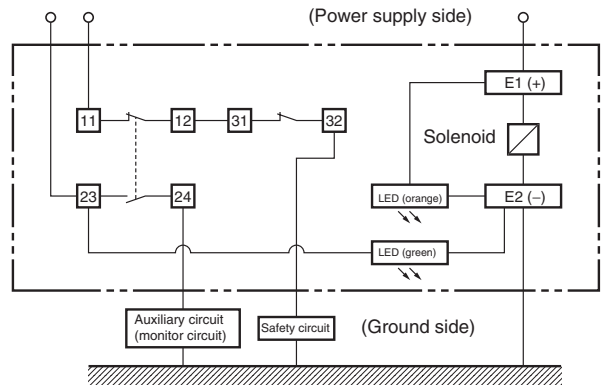 (Power supply side)
E1 (+)
11
12
31
32
Solenoid
23
24
LED (orange)
E2 (–)
LED (green)
Auxiliary circuit
(monitor circuit)
Safety circuit
(Ground side)